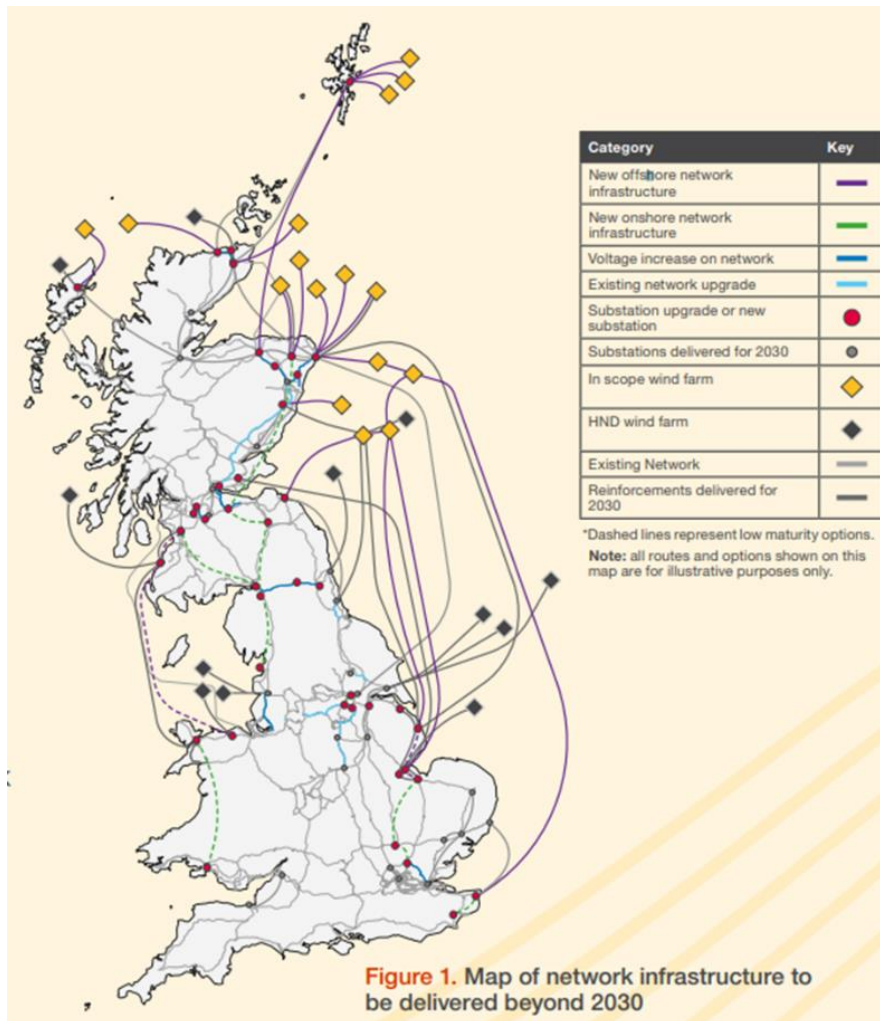 Category Key
New offshore network
infrastructure
New onshore network
infrastructure
Voltage increase on network
Existing network upgrade
Substation upgrade or new
substation
Substations delivered for 2030
In scope wind farm
HND wind farm
Existing Network
Reinforcements delivered for
2030
*Dashed lines represent low maturity options.
Note: all routes and options shown on this
map are for illustrative purposes only.
Figure 1. Map of network infrastructure to
be delivered beyond 2030